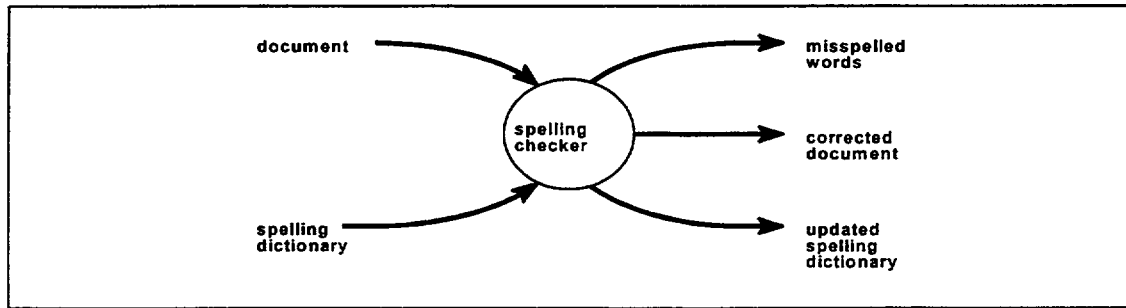 document
misspelled
words
spelling
checker
corrected
document
spelling
dictionary
updated
spelling
dictionary